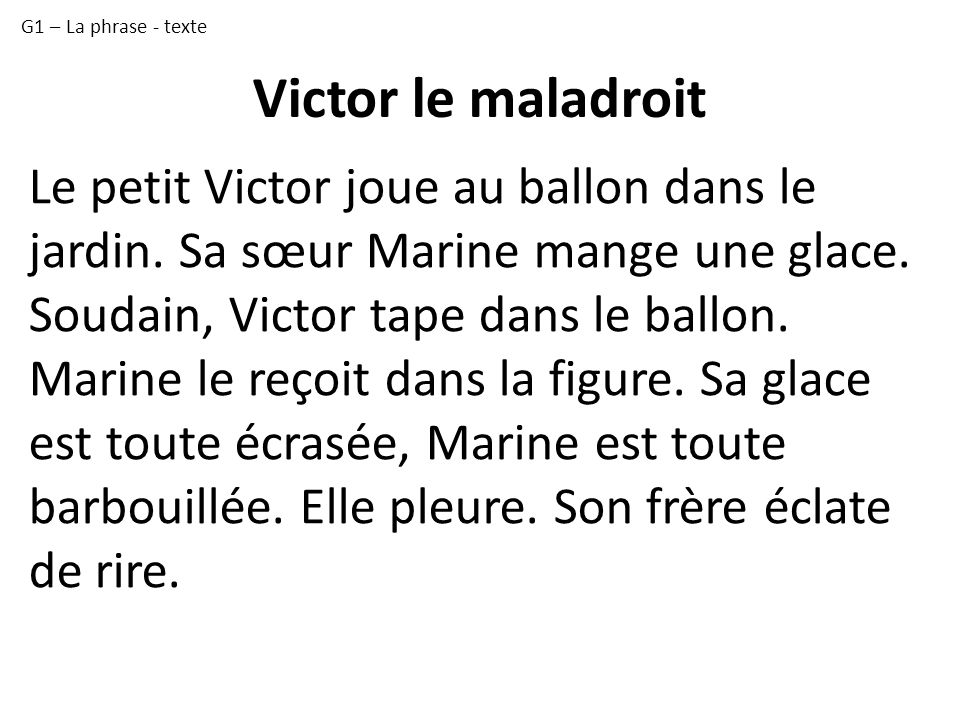 G1 – La phrase - texte
Victor le maladroit
Le petit Victor joue au ballon dans le
jardin. Sa sœur Marine mange une glace.
Soudain, Victor tape dans le ballon.
Marine le reçoit dans la figure. Sa glace
est toute écrasée, Marine est toute
barbouillée. Elle pleure. Son frère éclate
de rire.